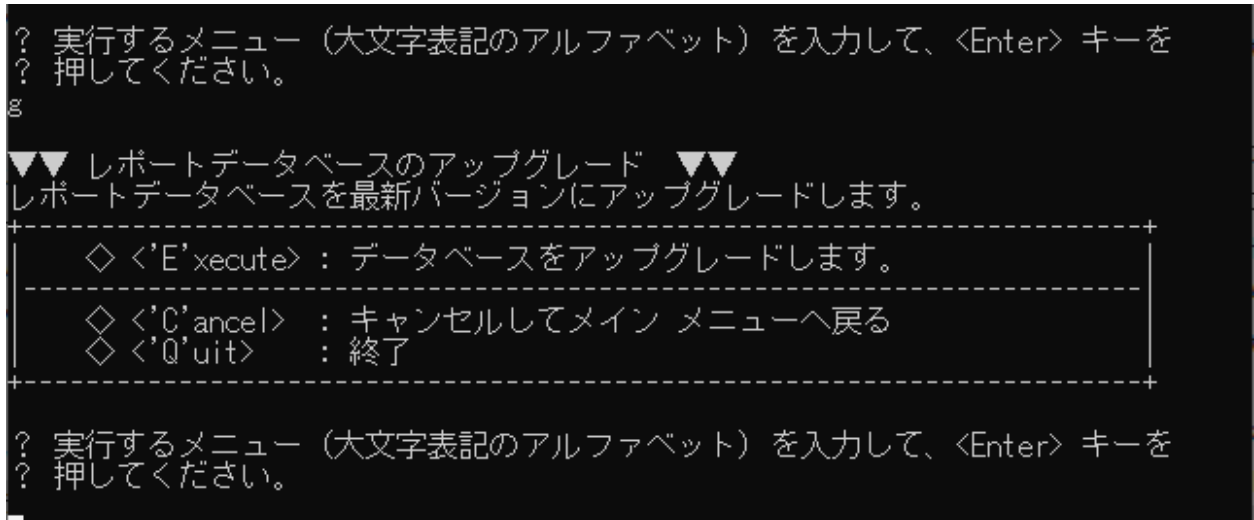 ? 実行するメニュー（大文字表記のアルファベット）を入力して、<Enter> キーを
? 押してください。
g
▼▼ レポートデータベースのアップグレード ▼▼
レポートデータベースを最新バージョンにアップグレードします。
+----------------------------------------------------------------------+
| ◇ <'E'xecute> : データベースをアップグレードします。 |
|----------------------------------------------------------------------|
| ◇ <'C'ancel> : キャンセルしてメイン メニューへ戻る |
| ◇ <'Q'uit> : 終了 |
+----------------------------------------------------------------------+
? 実行するメニュー（大文字表記のアルファベット）を入力して、<Enter> キーを
? 押してください。